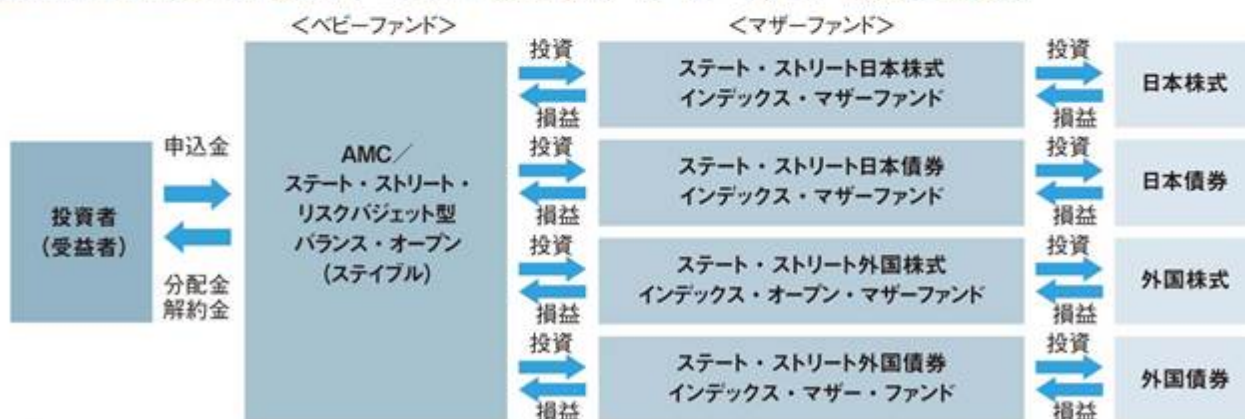 <ベビーファンド>
<マザーファンド>
投資者
(受益者)
申込金
分配金
解約金
AMC／
ステート・ストリート・
リスクバジェット型
バランス・オープン
(ステイブル)
投資
損益
ステート・ストリート日本株式
インデックス・マザーファンド
投資
損益
日本株式
投資
損益
ステート・ストリート日本債券
インデックス・マザーファンド
投資
損益
日本債券
投資
損益
ステート・ストリート外国株式
インデックス・オープン・マザーファンド
投資
損益
外国株式
投資
損益
ステート・ストリート外国債券
インデックス・マザー・ファンド
投資
損益
外国債券